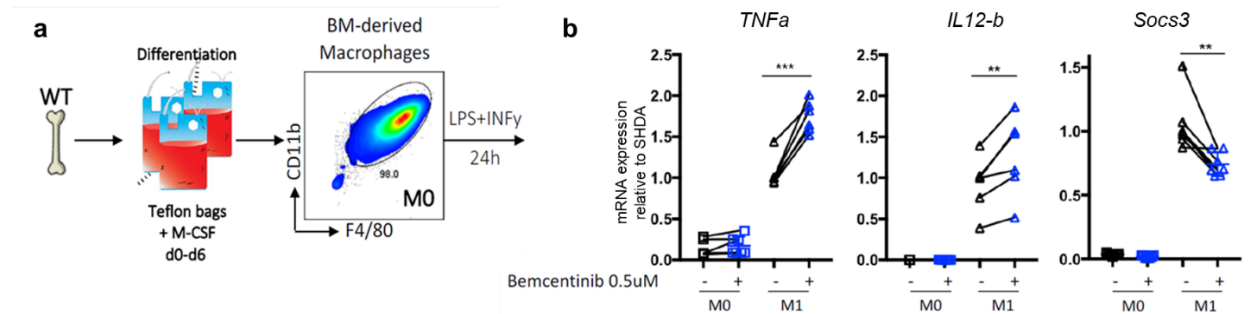 a
Differentiation
WT
Teflon bags
+ M-CSF
d0-d6
BM-derived
Macrophages
CD11b
98.0
M0
F4/80
LPS+INFy
24h
b
TNFa
IL12-b
Socs3
mRNA expression
relative to SHDA
2.5
2.0
1.5
1.0
0.5
0.0
***
2.5
2.0
1.5
1.0
0.5
0.0
**
1.5
1.0
0.5
0.0
**
Bemcentinib 0.5uM
- + - +
M0 M1
- + - +
M0 M1
- + - +
M0 M1